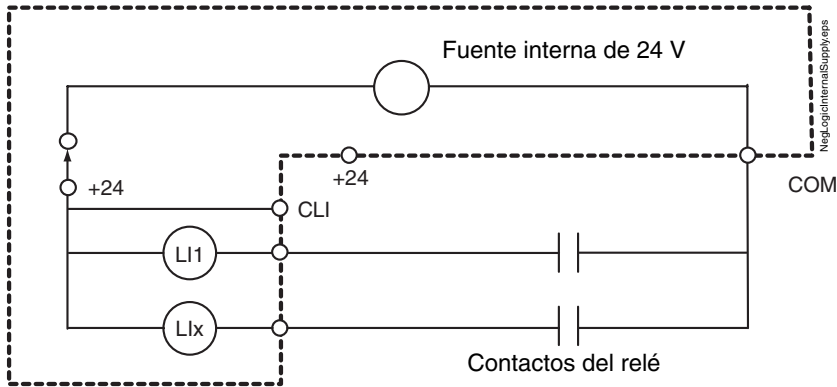 Fuente interna de 24 V
NegLogicInternalSupply.eps
+24
COM
+24
CLI
LI1
LIx
Contactos del relé